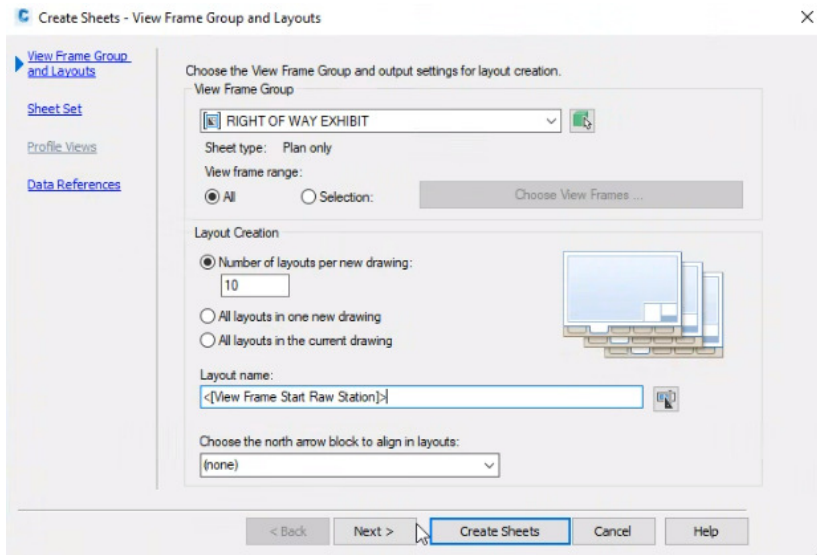 Create Sheets - View Frame Group and Layouts
View Frame Group
and Layouts
Sheet Set
Profile Views
Data References
Choose the View Frame Group and output settings for layout creation.
View Frame Group
RIGHT OF WAY EXHIBIT
Sheet type: Plan only
View frame range:
All Selection: Choose View Frames ...
Layout Creation
Number of layouts per new drawing:
10
All layouts in one new drawing
All layouts in the current drawing
Layout name:
<[View Frame Start Raw Station]>
Choose the north arrow block to align in layouts:
(none)
< Back Next > Create Sheets Cancel Help